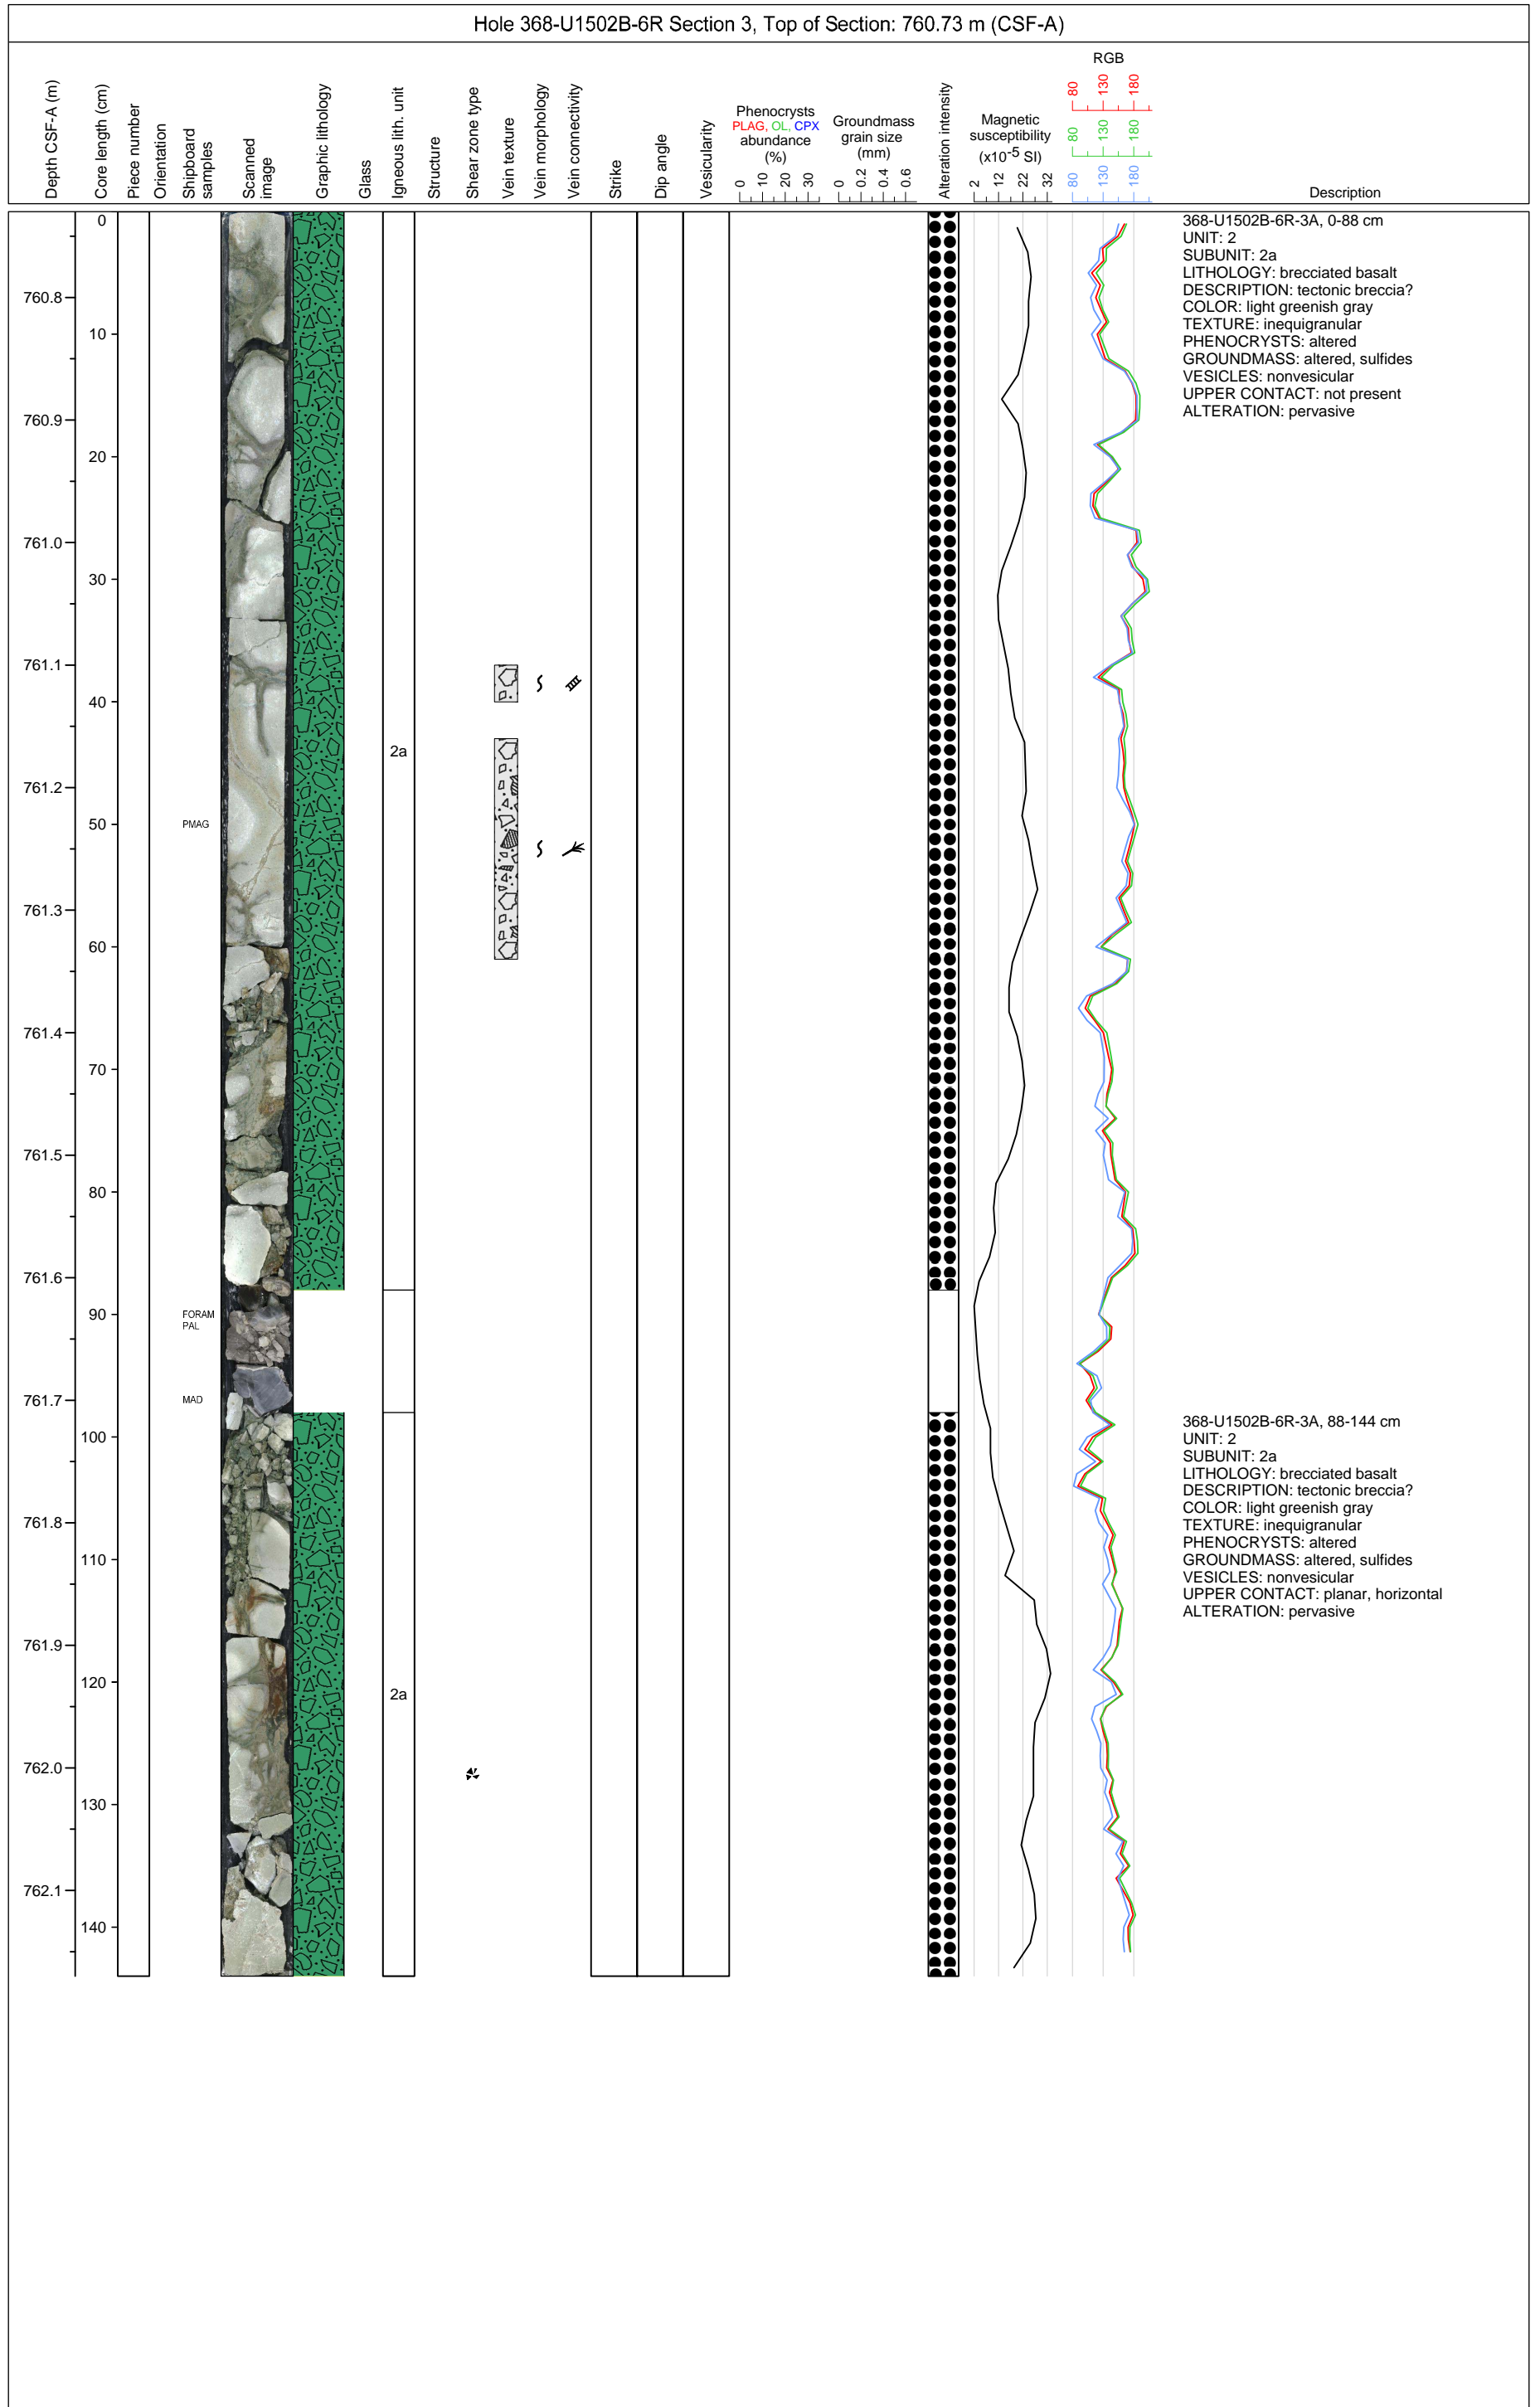 Hole 368-U1502B-6R Section 3, Top of Section: 760.73 m (CSF-A)
Depth CSF-A (m)
Core length (cm)
Piece number
Orientation
Shipboard
samples
Scanned
image
Graphic lithology
Glass
Igneous lith. unit
Structure
Shear zone type
Vein texture
Vein morphology
Vein connectivity
Strike
Dip angle
Vesicularity
Phenocrysts
PLAG, OL, CPX
abundance
(%)
0 10 20 30
Groundmass
grain size
(mm)
0 0.2 0.4 0.6
Alteration intensity
Magnetic
susceptibility
(x10-5 SI)
2 12 22 32
RGB
80 130 180
80 130 180
80 130 180
Description
0
760.8
10
760.9
20
761.0
30
761.1
40
761.2
50
761.3
60
761.4
70
761.5
80
761.6
90
761.7
100
761.8
110
761.9
120
762.0
130
762.1
140
PMAG
FORAM
PAL
MAD
2a
2a
368-U1502B-6R-3A, 0-88 cm
UNIT: 2
SUBUNIT: 2a
LITHOLOGY: brecciated basalt
DESCRIPTION: tectonic breccia?
COLOR: light greenish gray
TEXTURE: inequigranular
PHENOCRYSTS: altered
GROUNDMASS: altered, sulfides
VESICLES: nonvesicular
UPPER CONTACT: not present
ALTERATION: pervasive
368-U1502B-6R-3A, 88-144 cm
UNIT: 2
SUBUNIT: 2a
LITHOLOGY: brecciated basalt
DESCRIPTION: tectonic breccia?
COLOR: light greenish gray
TEXTURE: inequigranular
PHENOCRYSTS: altered
GROUNDMASS: altered, sulfides
VESICLES: nonvesicular
UPPER CONTACT: planar, horizontal
ALTERATION: pervasive